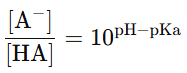 [A⁻]/[HA] = 10^(pH−pKa)